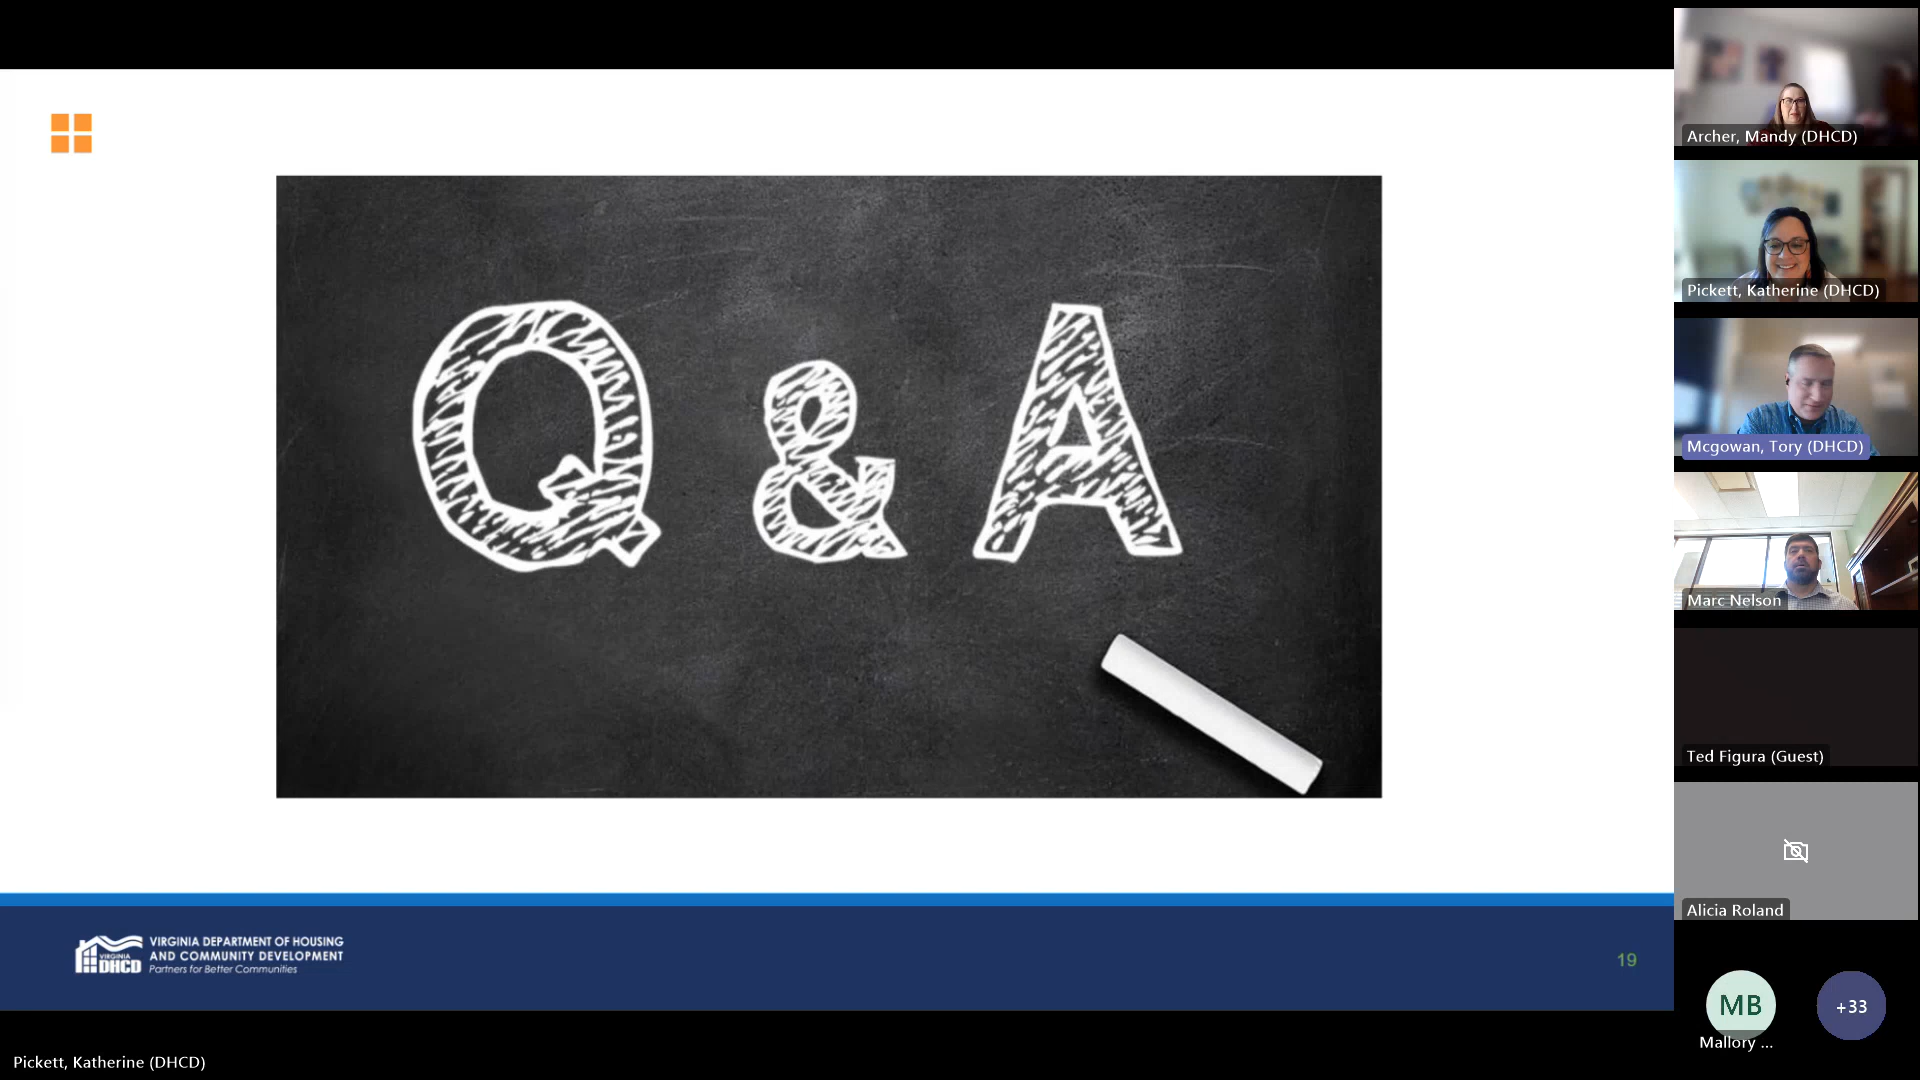 Q & A
VIRGINIA DEPARTMENT OF HOUSING
AND COMMUNITY DEVELOPMENT
Partners for Better Communities
VIRGINIA
DHCD
19
Pickett, Katherine (DHCD)
Archer, Mandy (DHCD)
Pickett, Katherine (DHCD)
Mcgowan, Tory (DHCD)
Marc Nelson
Ted Figura (Guest)
Alicia Roland
MB
Mallory ...
+33